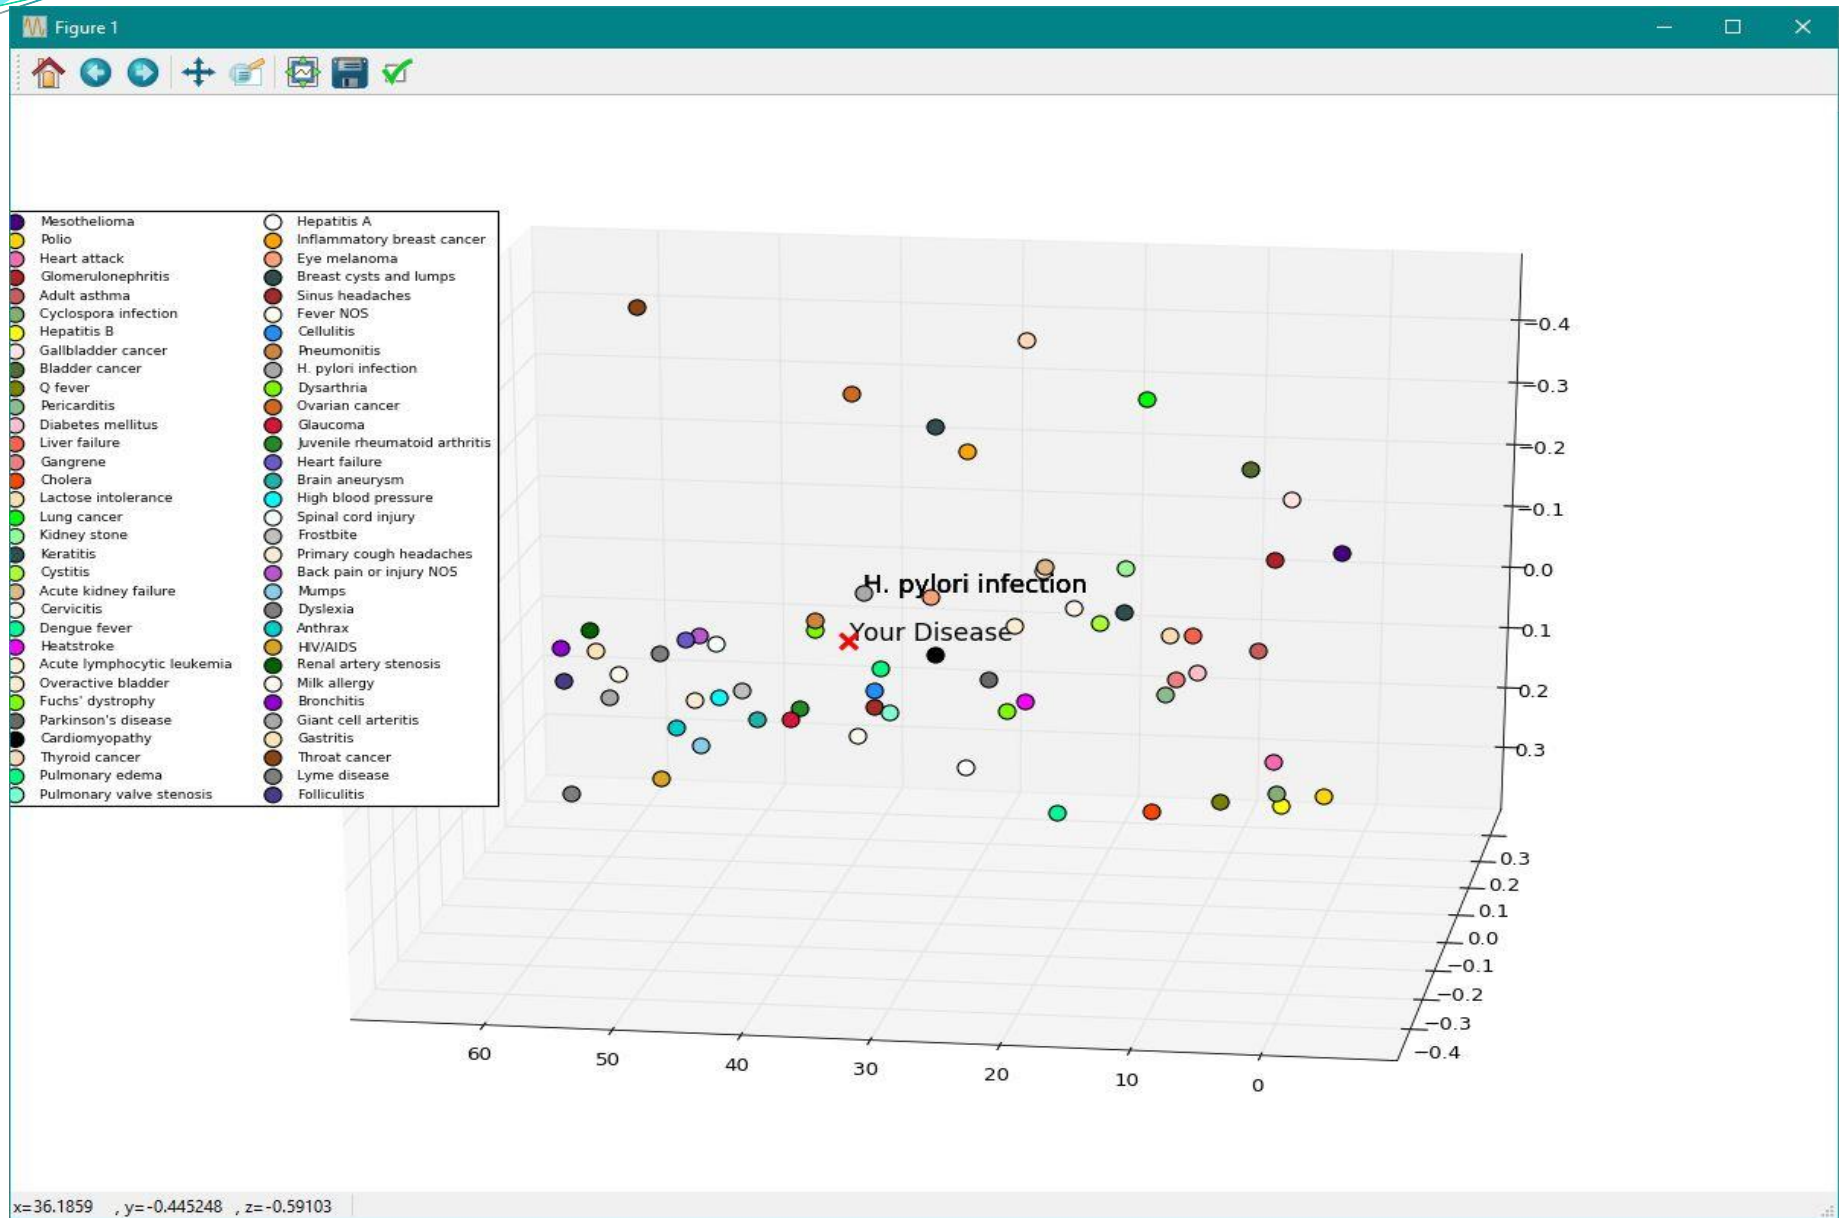 Figure 1
Mesothelioma
Polio
Heart attack
Glomerulonephritis
Adult asthma
Cyclospora infection
Hepatitis B
Gallbladder cancer
Bladder cancer
Q fever
Pericarditis
Diabetes mellitus
Liver failure
Gangrene
Cholera
Lactose intolerance
Lung cancer
Kidney stone
Keratitis
Cystitis
Acute kidney failure
Cervicitis
Dengue fever
Heatstroke
Acute lymphocytic leukemia
Overactive bladder
Fuchs' dystrophy
Parkinson's disease
Cardiomyopathy
Thyroid cancer
Pulmonary edema
Pulmonary valve stenosis
Hepatitis A
Inflammatory breast cancer
Eye melanoma
Breast cysts and lumps
Sinus headaches
Fever NOS
Cellulitis
Pneumonitis
H. pylori infection
Dysarthria
Ovarian cancer
Glaucoma
Juvenile rheumatoid arthritis
Heart failure
Brain aneurysm
High blood pressure
Spinal cord injury
Frostbite
Primary cough headaches
Back pain or injury NOS
Mumps
Dyslexia
Anthrax
HIV/AIDS
Renal artery stenosis
Milk allergy
Bronchitis
Giant cell arteritis
Gastritis
Throat cancer
Lyme disease
Folliculitis
H. pylori infection
Your Disease
−0.4
−0.3
−0.2
−0.1
0.0
0.1
0.2
0.3
0.3
0.2
0.1
0.0
−0.1
−0.2
−0.3
−0.4
60
50
40
30
20
10
0
x=36.1859 , y=-0.445248 , z=-0.59103